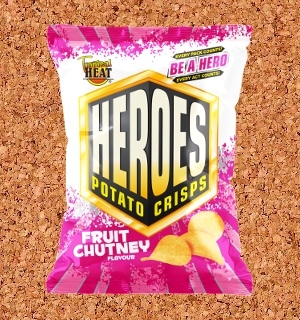 Tropical
HEAT
EVERY PACK COUNTS!
BE A HERO
EVERY ACT COUNTS!
HEROES
POTATO CRISPS
FRUIT
CHUTNEY
FLAVOUR